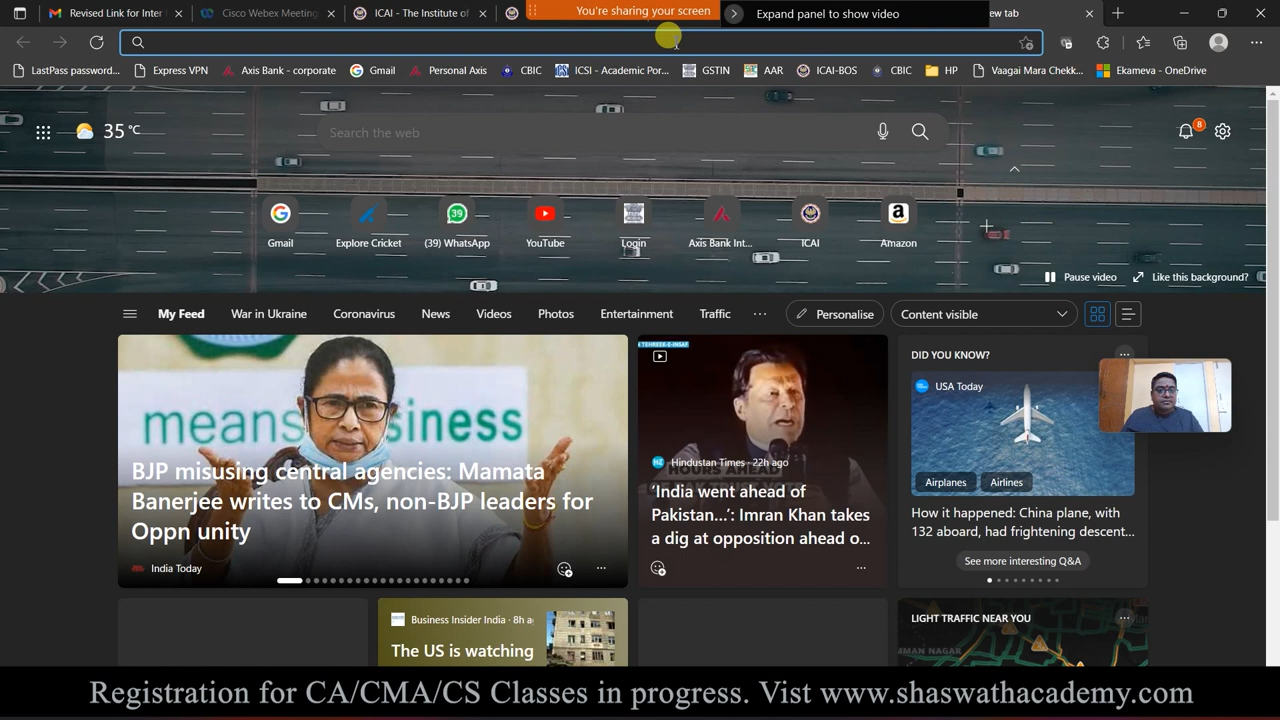 Revised Link for Inter
Cisco Webex Meeting
ICAI - The Institute of
You're sharing your screen
Expand panel to show video
ew tab
LastPass password...
Express VPN
Axis Bank - corporate
Gmail
Personal Axis
CBIC
ICSI - Academic Por...
GSTIN
AAR
ICAI-BOS
CBIC
HP
Vaagai Mara Chekk...
Ekameva - OneDrive
35 °C
Search the web
8
39
Gmail
Explore Cricket
(39) WhatsApp
YouTube
Login
Axis Bank Int...
ICAI
Amazon
Pause video
Like this background?
My Feed
War in Ukraine
Coronavirus
News
Videos
Photos
Entertainment
Traffic
Personalise
Content visible
means
siness
BJP misusing central agencies: Mamata
Banerjee writes to CMs, non-BJP leaders for
Oppn unity
India Today
TEHREEK-E-INSAF
Hindustan Times · 22h ago
'India went ahead of
Pakistan...': Imran Khan takes
a dig at opposition ahead o...
DID YOU KNOW?
USA Today
Airplanes
Airlines
How it happened: China plane, with
132 aboard, had frightening descent...
See more interesting Q&A
Business Insider India · 8h a
The US is watching
LIGHT TRAFFIC NEAR YOU
MMAN NAGAR
Registration for CA/CMA/CS Classes in progress. Vist www.shaswathacademy.com